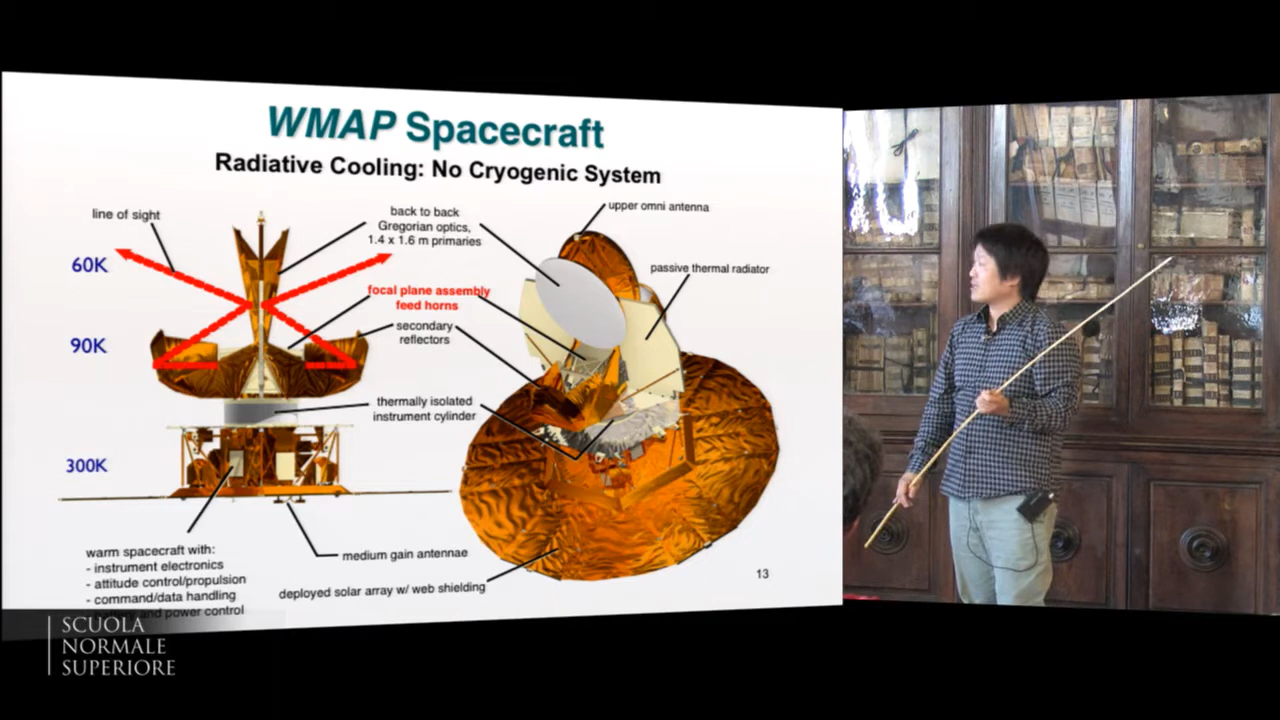 WMAP Spacecraft
Radiative Cooling: No Cryogenic System
line of sight
back to back
Gregorian optics,
1.4 x 1.6 m primaries
upper omni antenna
60K
passive thermal radiator
focal plane assembly
feed horns
90K
secondary
reflectors
thermally isolated
instrument cylinder
300K
warm spacecraft with:
- instrument electronics
- attitude control/propulsion
- command/data handling
- battery and power control
medium gain antennae
deployed solar array w/ web shielding
13
SCUOLA
NORMALE
SUPERIORE